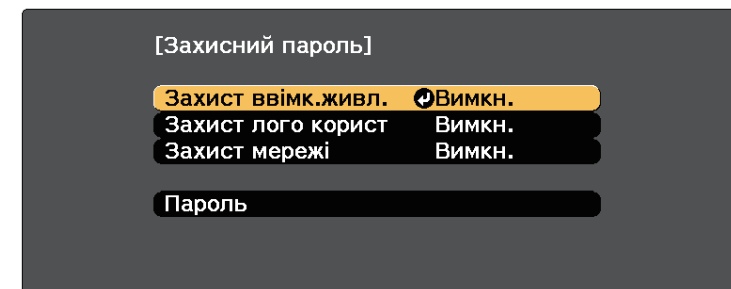 [Захисний пароль]
Захист ввімк.живл. Вимкн.
Захист лого корист Вимкн.
Захист мережі Вимкн.
Пароль